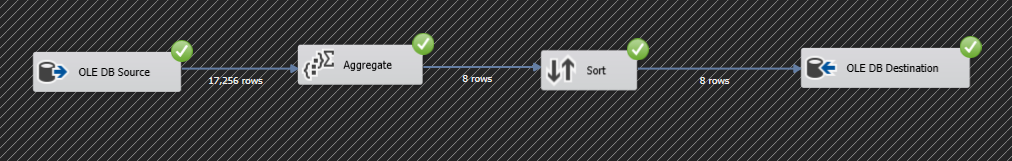 OLE DB Source
17,256 rows
Aggregate
8 rows
Sort
8 rows
OLE DB Destination